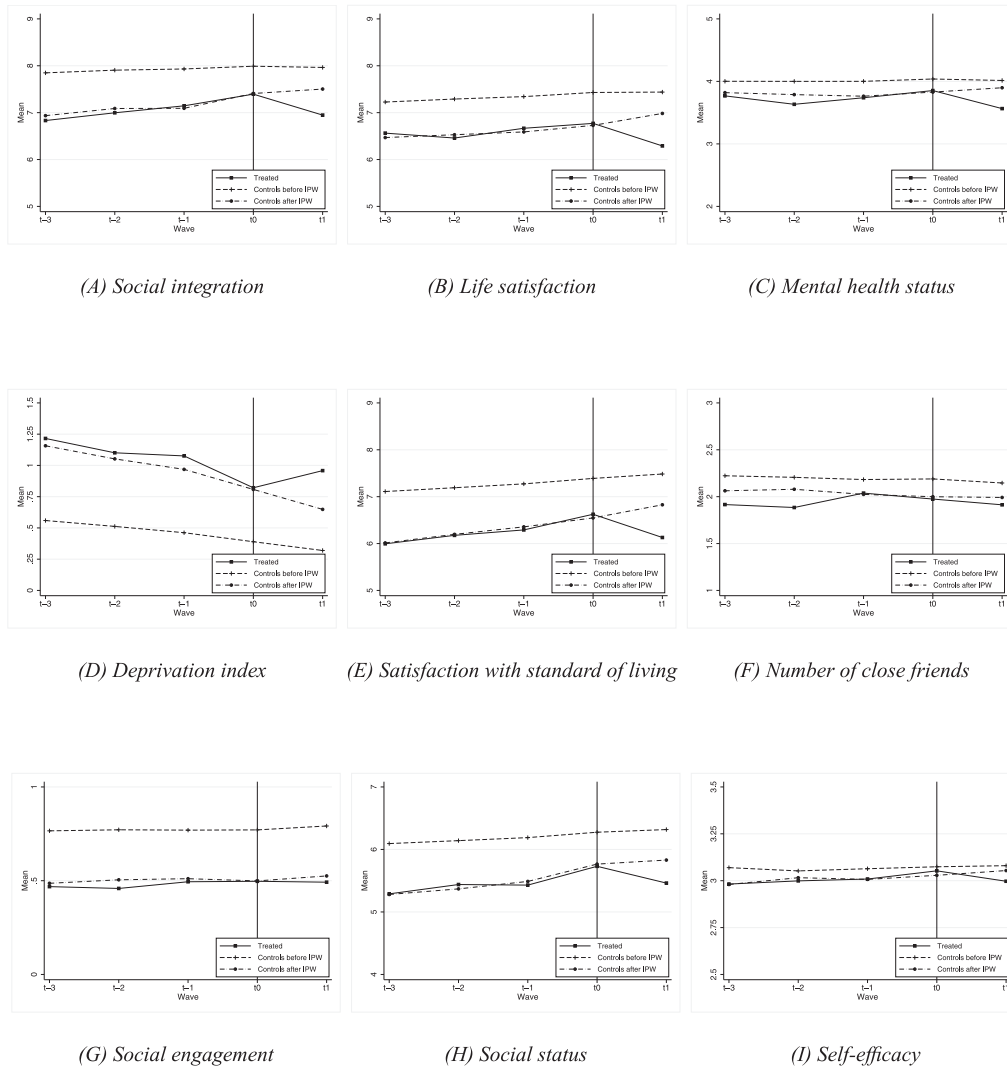 9
8
7
6
5
Mean
t–3
t–2
t–1
t0
t1
Wave
Treated
Controls before IPW
Controls after IPW
(A) Social integration
9
8
7
6
5
Mean
t–3
t–2
t–1
t0
t1
Wave
Treated
Controls before IPW
Controls after IPW
(B) Life satisfaction
5
4
3
2
Mean
t–3
t–2
t–1
t0
t1
Wave
Treated
Controls before IPW
Controls after IPW
(C) Mental health status
1.5
1.25
1
.75
.5
.25
0
Mean
t–3
t–2
t–1
t0
t1
Wave
Treated
Controls before IPW
Controls after IPW
(D) Deprivation index
9
8
7
6
5
Mean
t–3
t–2
t–1
t0
t1
Wave
Treated
Controls before IPW
Controls after IPW
(E) Satisfaction with standard of living
3
2.5
2
1.5
1
Mean
t–3
t–2
t–1
t0
t1
Wave
Treated
Controls before IPW
Controls after IPW
(F) Number of close friends
1
.5
0
Mean
t–3
t–2
t–1
t0
t1
Wave
Treated
Controls before IPW
Controls after IPW
(G) Social engagement
7
6
5
4
Mean
t–3
t–2
t–1
t0
t1
Wave
Treated
Controls before IPW
Controls after IPW
(H) Social status
3.5
3.25
3
2.75
2.5
Mean
t–3
t–2
t–1
t0
t1
Wave
Treated
Controls before IPW
Controls after IPW
(I) Self-efficacy